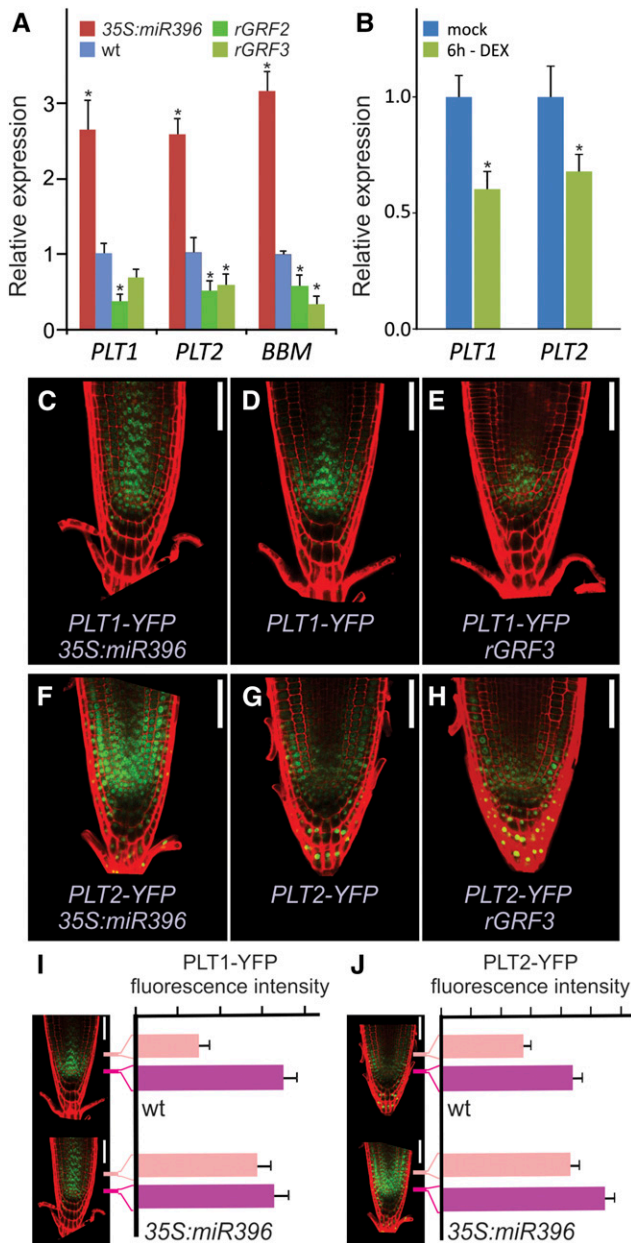 A
35S:miR396
rGRF2
wt
rGRF3
Relative expression
3
2
1
0
*
*
*
*
*
*
*
*
PLT1
PLT2
BBM
B
mock
6h - DEX
Relative expression
1.0
0.5
0.0
*
*
PLT1
PLT2
C
D
E
PLT1-YFP
35S:miR396
PLT1-YFP
PLT1-YFP
rGRF3
F
G
H
PLT2-YFP
35S:miR396
PLT2-YFP
PLT2-YFP
rGRF3
I
PLT1-YFP
fluorescence intensity
wt
35S:miR396
J
PLT2-YFP
fluorescence intensity
wt
35S:miR396